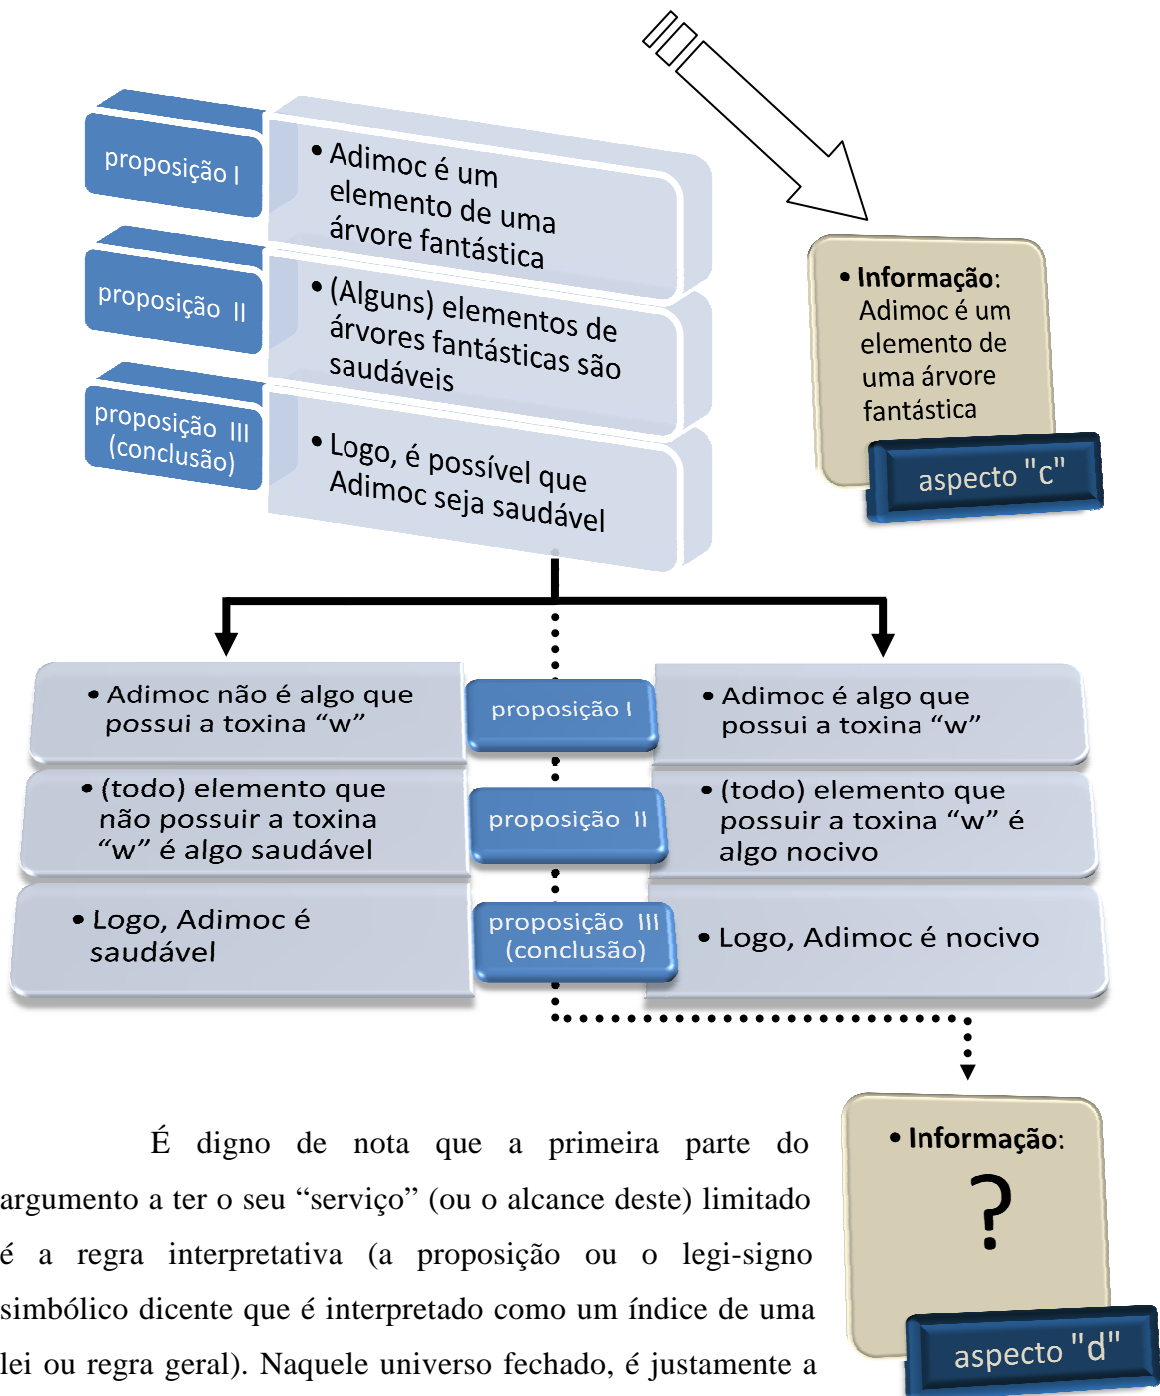 proposição I
• Adimoc é um
elemento de uma
árvore fantástica
proposição II
• (Alguns) elementos de
árvores fantásticas são
saudáveis
proposição III
(conclusão)
• Logo, é possível que
Adimoc seja saudável
• Informação:
Adimoc é um
elemento de
uma árvore
fantástica
aspecto "c"
• Adimoc não é algo que
possui a toxina “w”
proposição I
• Adimoc é algo que
possui a toxina “w”
• (todo) elemento que
não possuir a toxina
“w” é algo saudável
proposição II
• (todo) elemento que
possuir a toxina “w” é
algo nocivo
• Logo, Adimoc é
saudável
proposição III
(conclusão)
• Logo, Adimoc é nocivo
• Informação:
?
aspecto "d"
É digno de nota que a primeira parte do
argumento a ter o seu “serviço” (ou o alcance deste) limitado
é a regra interpretativa (a proposição ou o legi-signo
simbólico dicente que é interpretado como um índice de uma
lei ou regra geral). Naquele universo fechado, é justamente a